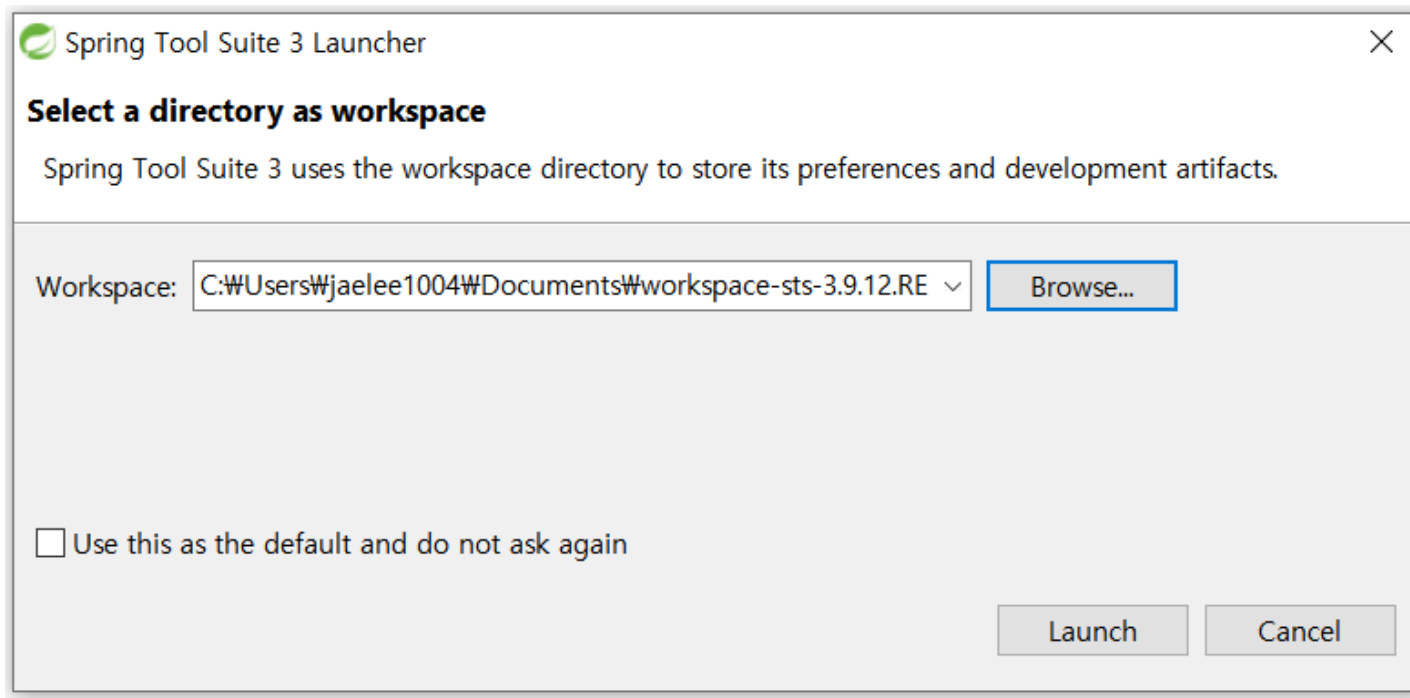 Spring Tool Suite 3 Launcher
Select a directory as workspace
Spring Tool Suite 3 uses the workspace directory to store its preferences and development artifacts.
Workspace: C:₩Users₩jaelee1004₩Documents₩workspace-sts-3.9.12.RE Browse...
Use this as the default and do not ask again
Launch Cancel